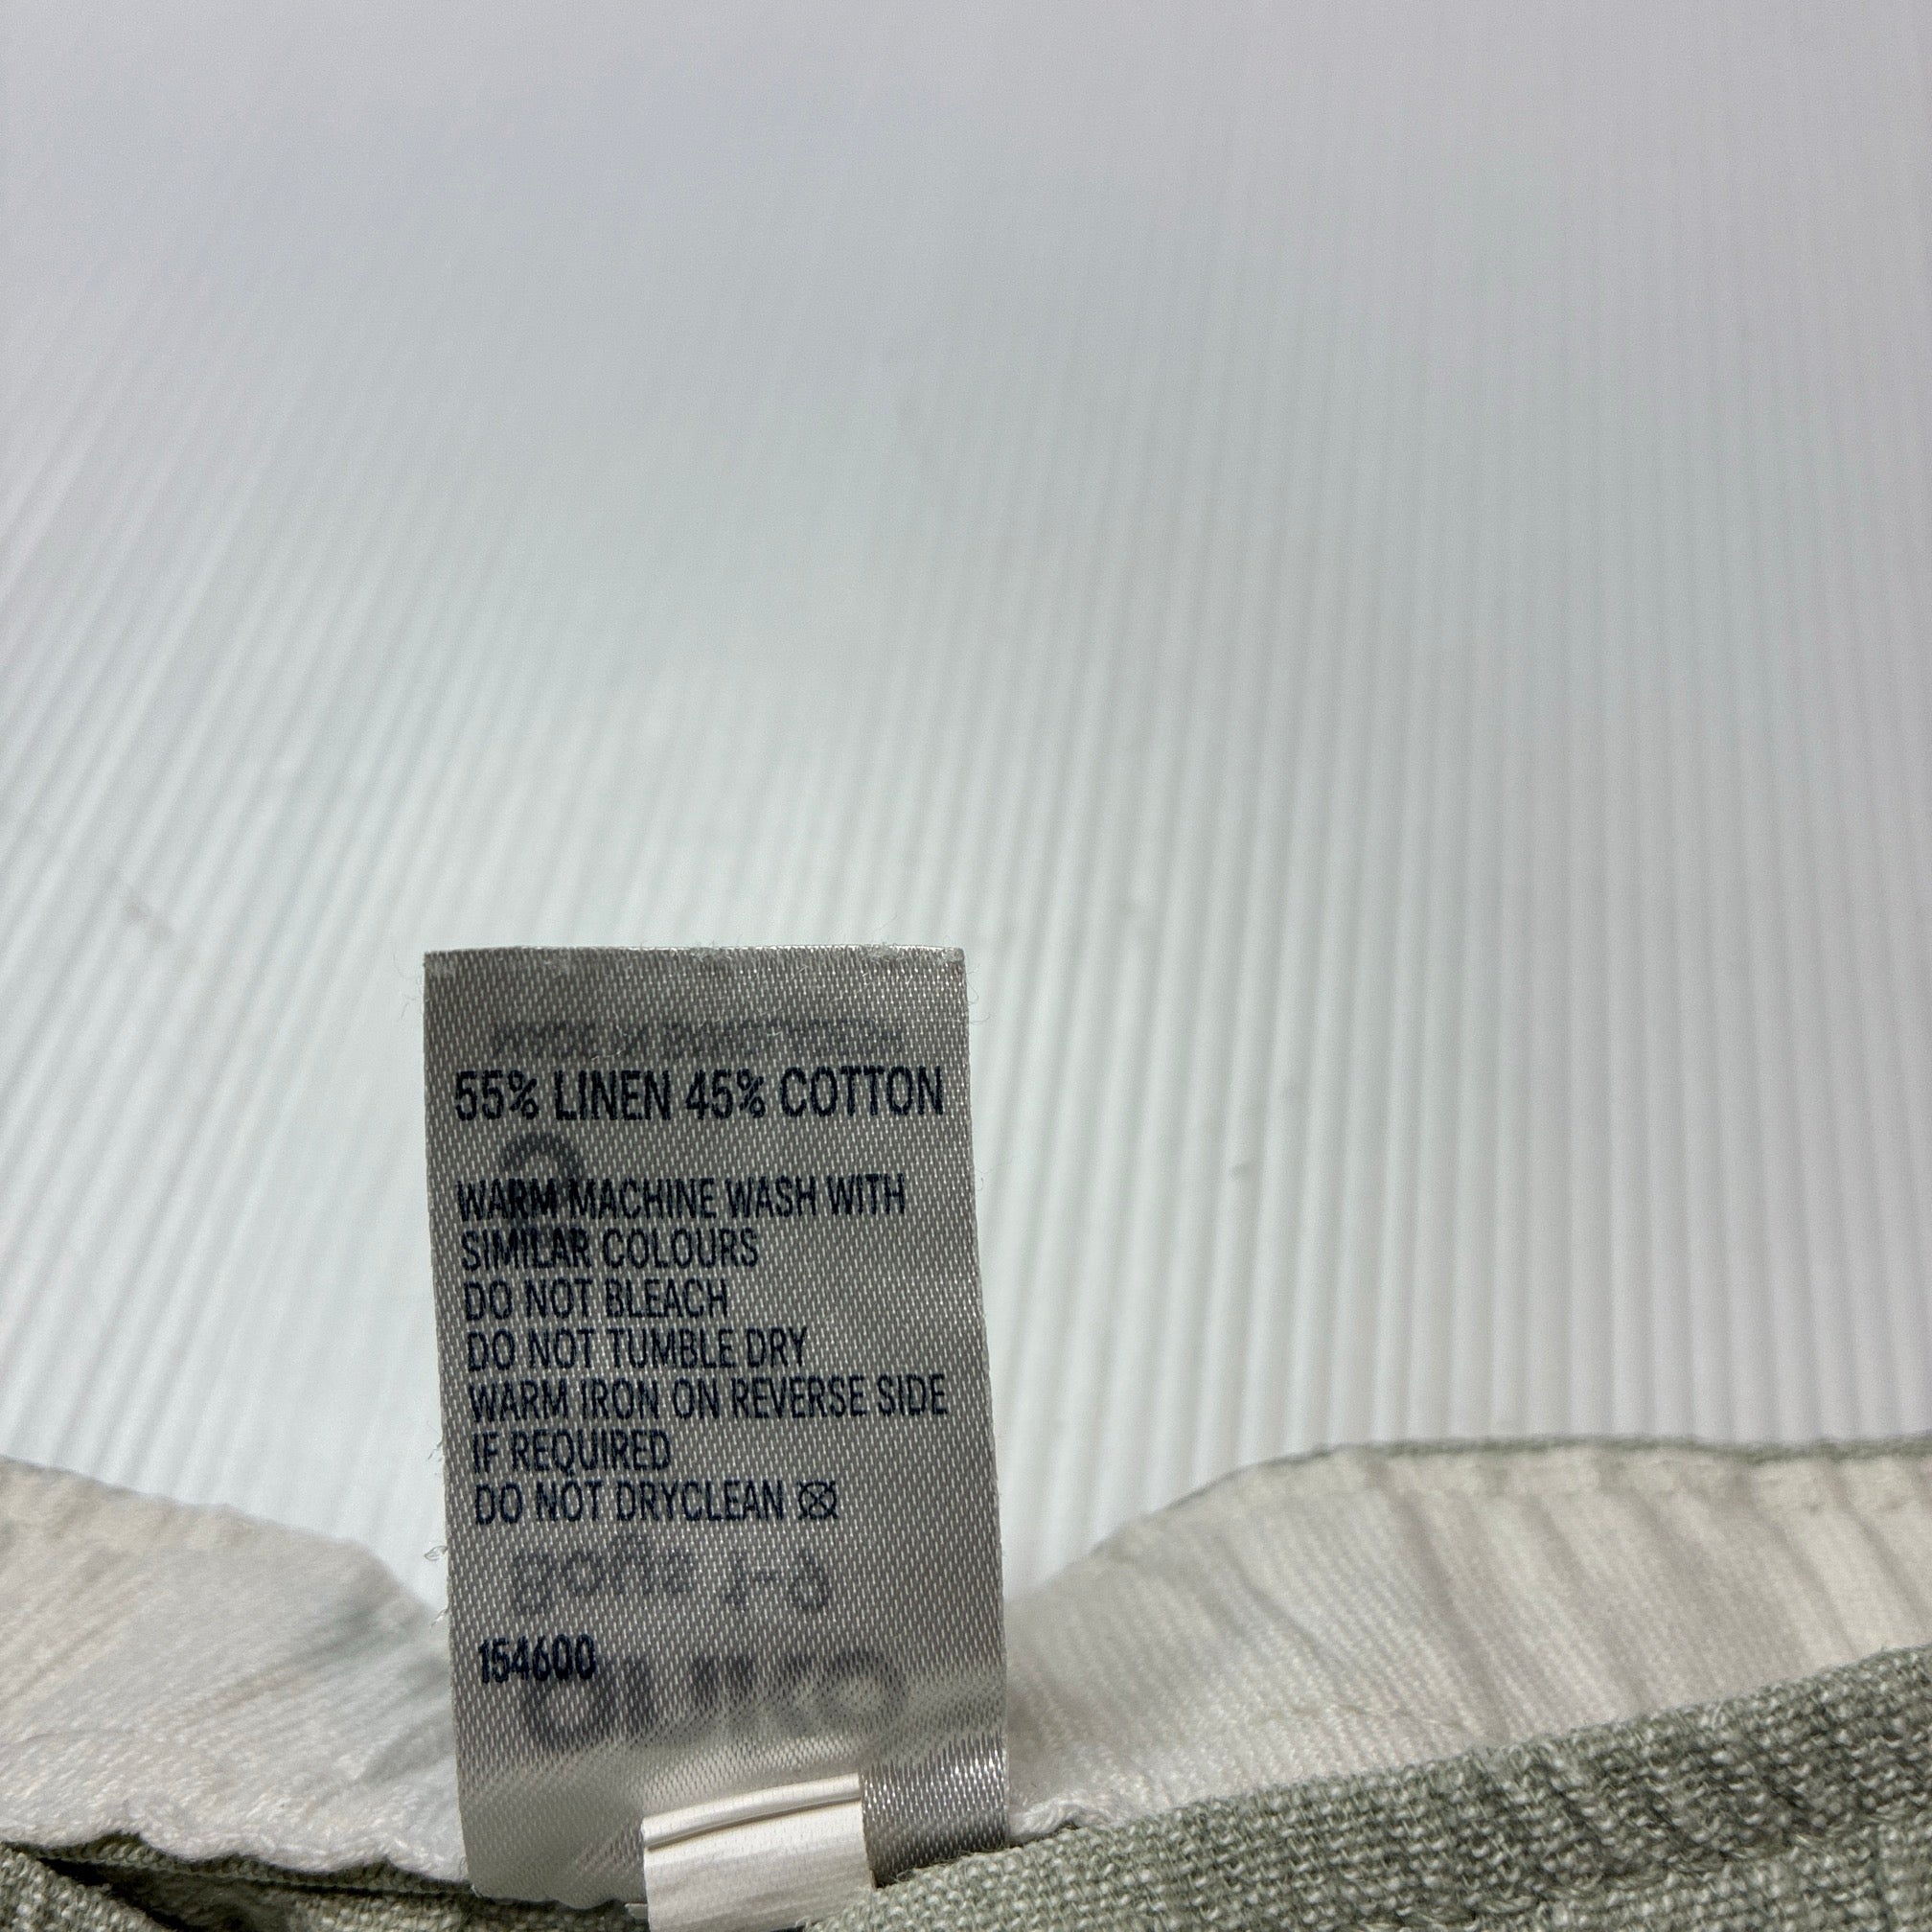 55% LINEN 45% COTTON
WARM MACHINE WASH WITH
SIMILAR COLOURS
DO NOT BLEACH
DO NOT TUMBLE DRY
WARM IRON ON REVERSE SIDE
IF REQUIRED
DO NOT DRYCLEAN
154600